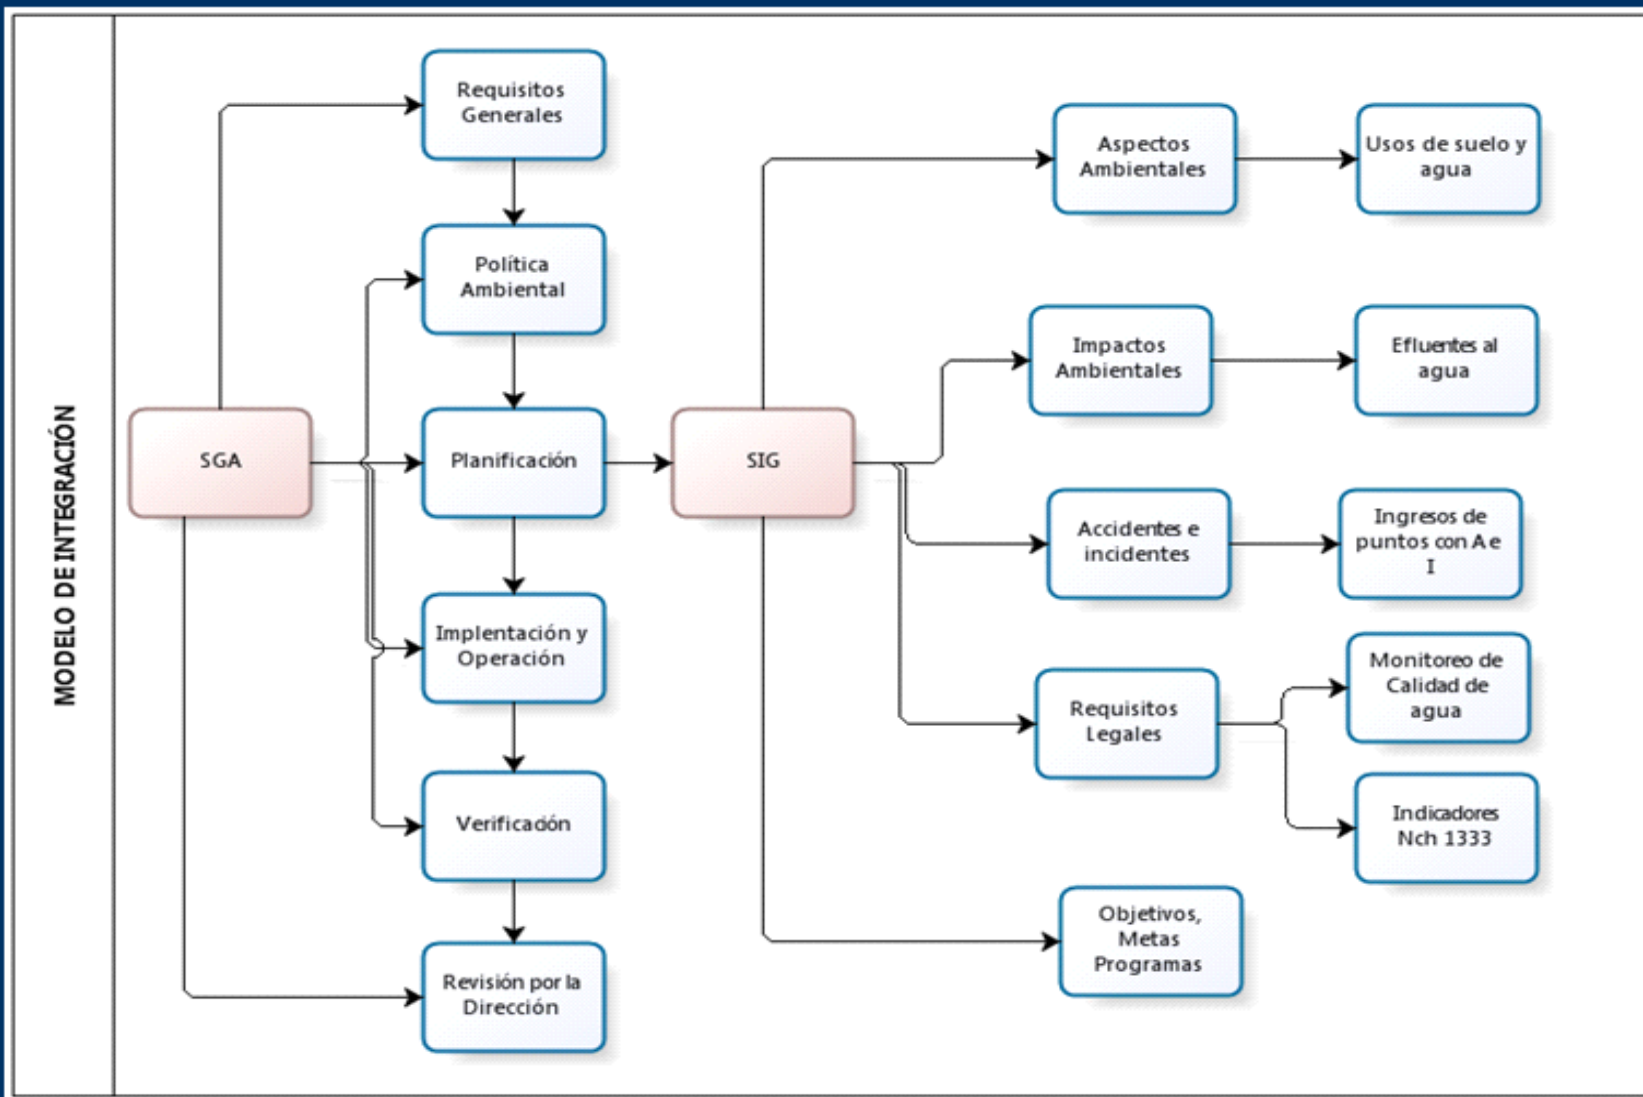 MODELO DE INTEGRACIÓN
SGA
Requisitos
Generales
Política
Ambiental
Planificación
Implentación y
Operación
Verificación
Revisión por la
Dirección
SIG
Aspectos
Ambientales
Usos de suelo y
agua
Impactos
Ambientales
Efluentes al
agua
Accidentes e
incidentes
Ingresos de
puntos con A e
I
Requisitos
Legales
Monitoreo de
Calidad de
agua
Indicadores
Nch 1333
Objetivos,
Metas
Programas